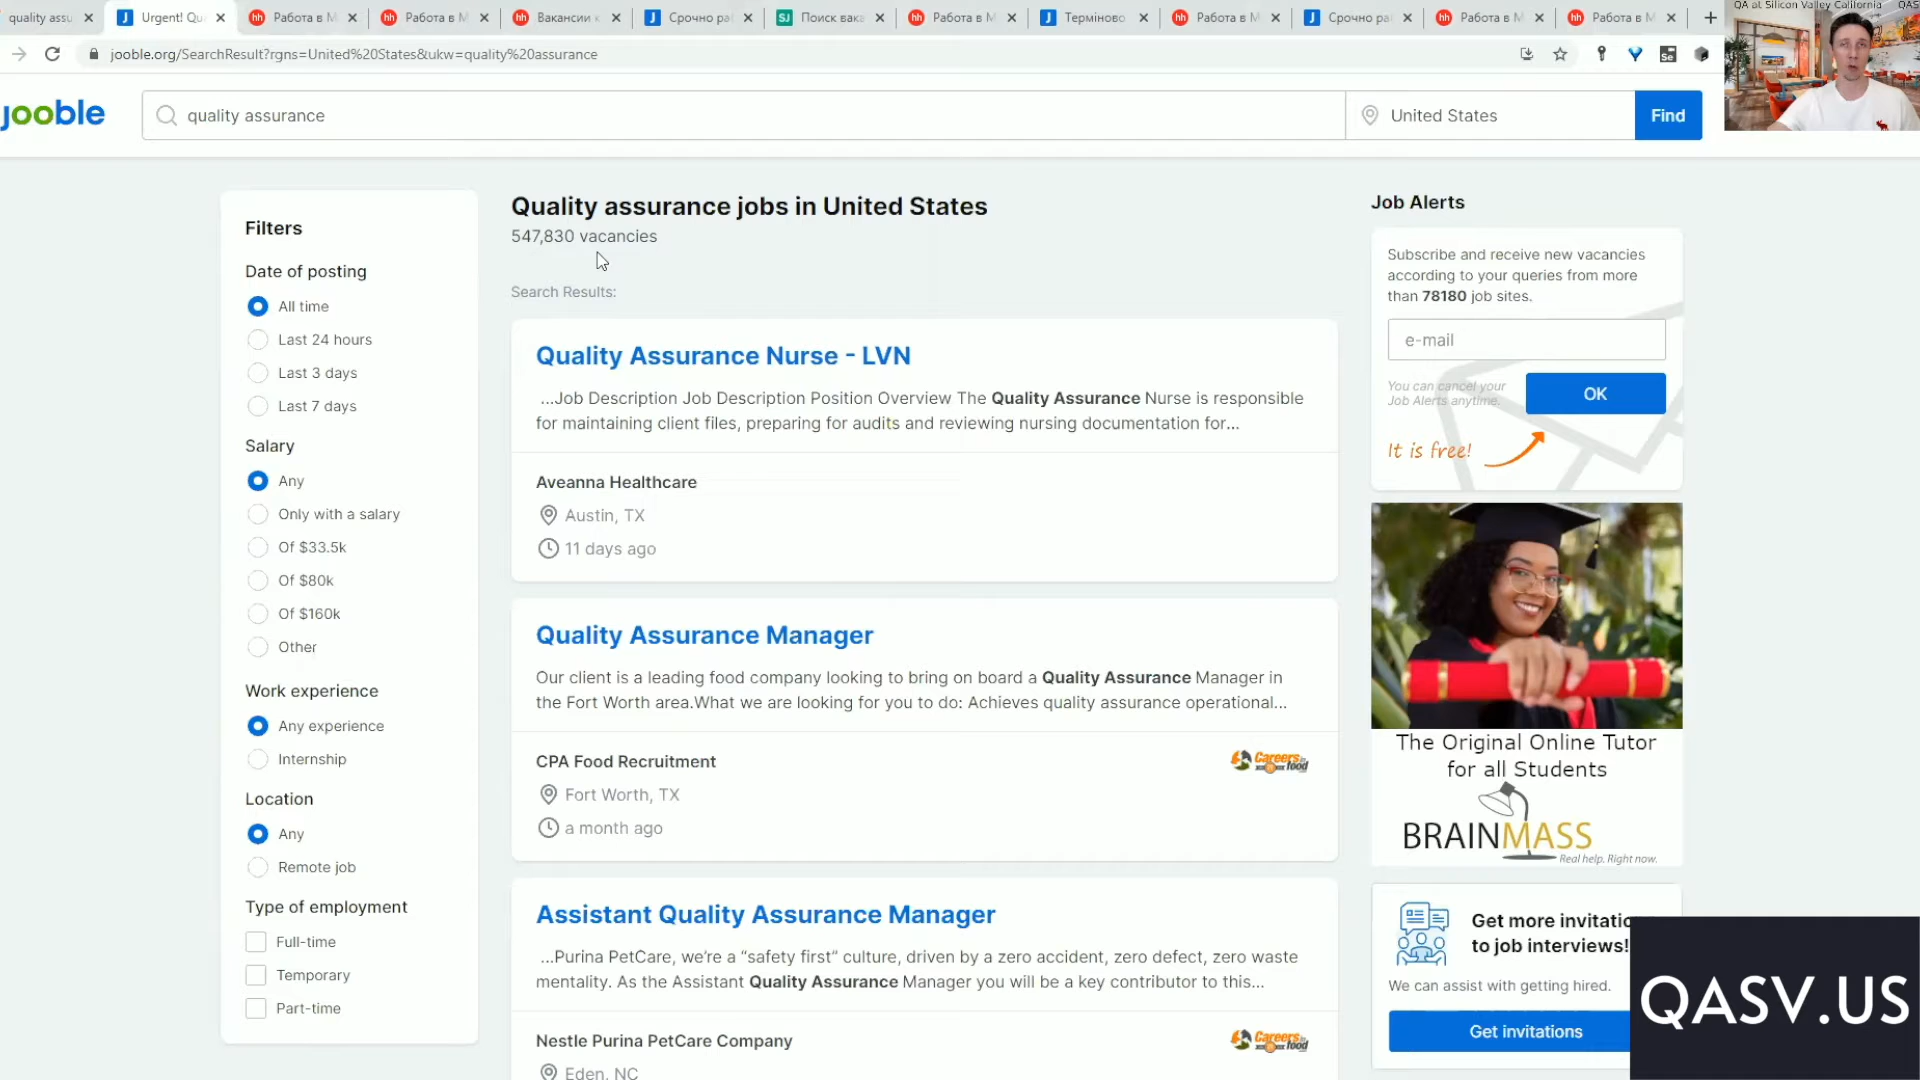 quality assu
Urgent! Qu
Работа в М
Работа в М
Вакансии к
Срочно ра
Поиск вака
Работа в М
Терміново
Работа в М
Срочно ра
Работа в М
Работа в М
QA at Silicon Valley California QAS
jooble.org/SearchResult?rgns=United%20States&ukw=quality%20assurance
jooble
quality assurance
United States
Find
Filters
Date of posting
All time
Last 24 hours
Last 3 days
Last 7 days
Salary
Any
Only with a salary
Of $33.5k
Of $80k
Of $160k
Other
Work experience
Any experience
Internship
Location
Any
Remote job
Type of employment
Full-time
Temporary
Part-time
Quality assurance jobs in United States
547,830 vacancies
Search Results:
Quality Assurance Nurse - LVN
...Job Description Job Description Position Overview The Quality Assurance Nurse is responsible
for maintaining client files, preparing for audits and reviewing nursing documentation for...
Aveanna Healthcare
Austin, TX
11 days ago
Quality Assurance Manager
Our client is a leading food company looking to bring on board a Quality Assurance Manager in
the Fort Worth area.What we are looking for you to do: Achieves quality assurance operational...
CPA Food Recruitment
Careers in food
Fort Worth, TX
a month ago
Assistant Quality Assurance Manager
...Purina PetCare, we're a “safety first” culture, driven by a zero accident, zero defect, zero waste
mentality. As the Assistant Quality Assurance Manager you will be a key contributor to this...
Nestle Purina PetCare Company
Careers in food
Eden, NC
Job Alerts
Subscribe and receive new vacancies
according to your queries from more
than 78180 job sites.
e-mail
You can cancel your
Job Alerts anytime.
OK
It is free!
The Original Online Tutor
for all Students
BRAINMASS
Real help. Right now.
Get more invitatio
to job interviews!
We can assist with getting hired.
Get invitations
QASV.US